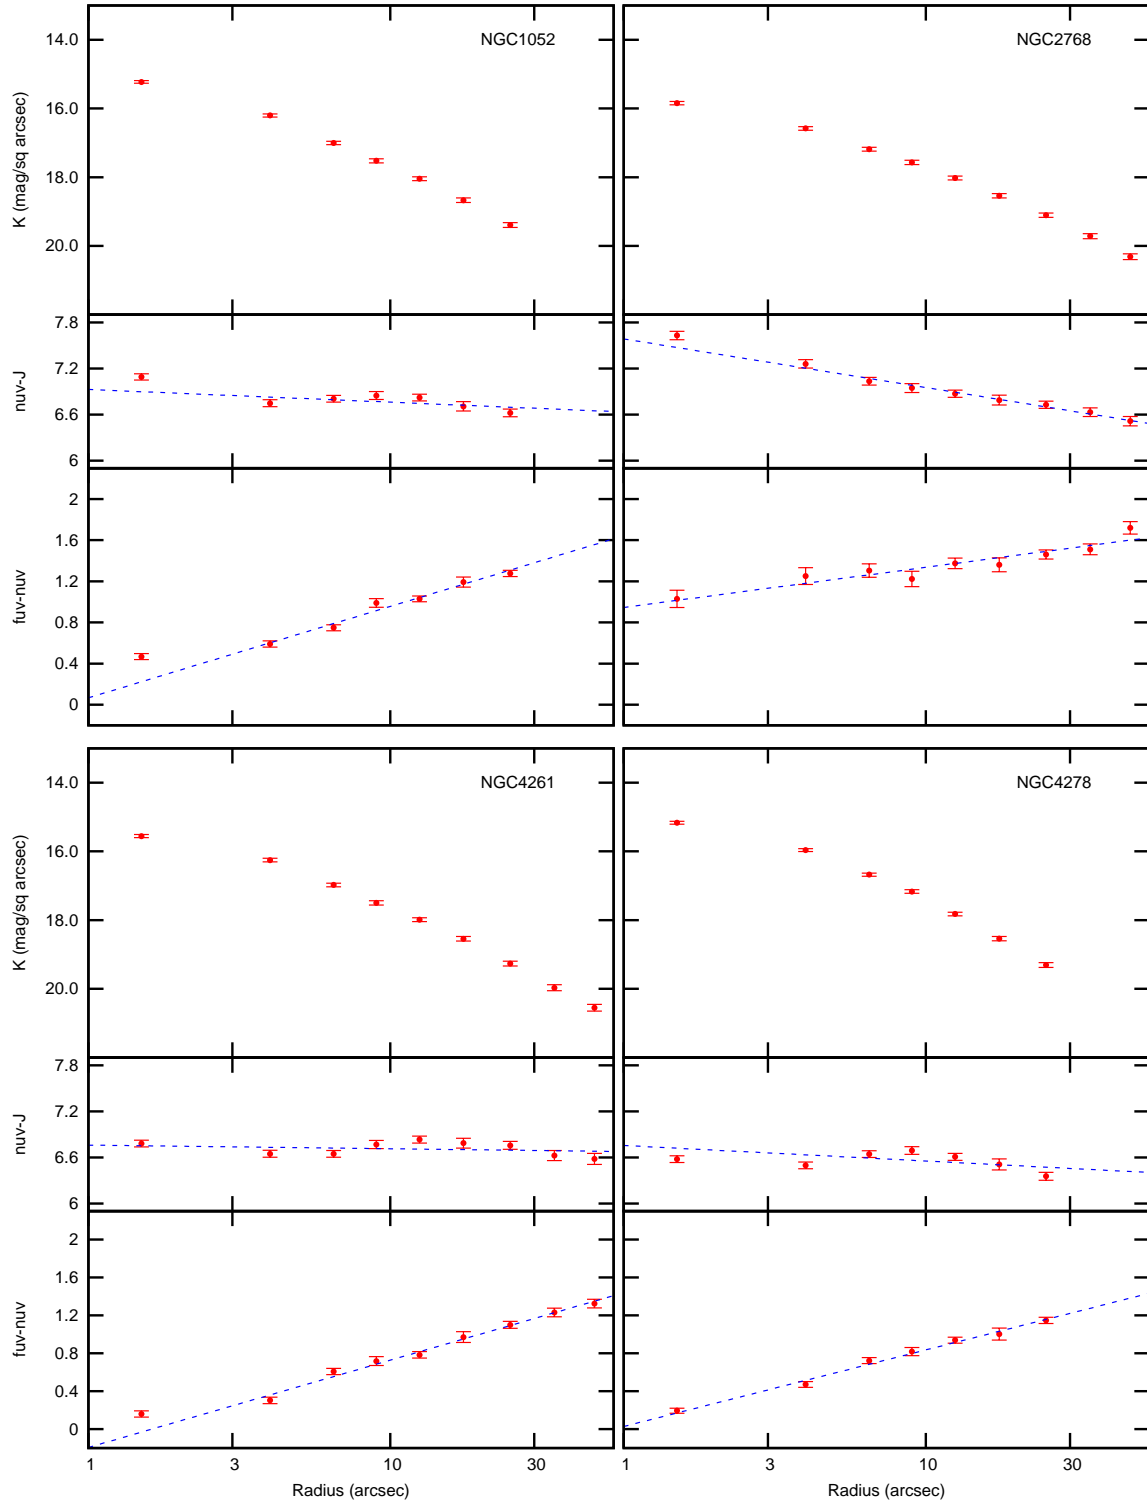 NGC1052
NGC2768
14.0
16.0
18.0
20.0
K (mag/sq arcsec)
7.8
7.2
6.6
6
nuv-J
2
1.6
1.2
0.8
0.4
0
fuv-nuv
NGC4261
NGC4278
14.0
16.0
18.0
20.0
K (mag/sq arcsec)
7.8
7.2
6.6
6
nuv-J
2
1.6
1.2
0.8
0.4
0
fuv-nuv
1 3 10 30
1 3 10 30
Radius (arcsec)
Radius (arcsec)